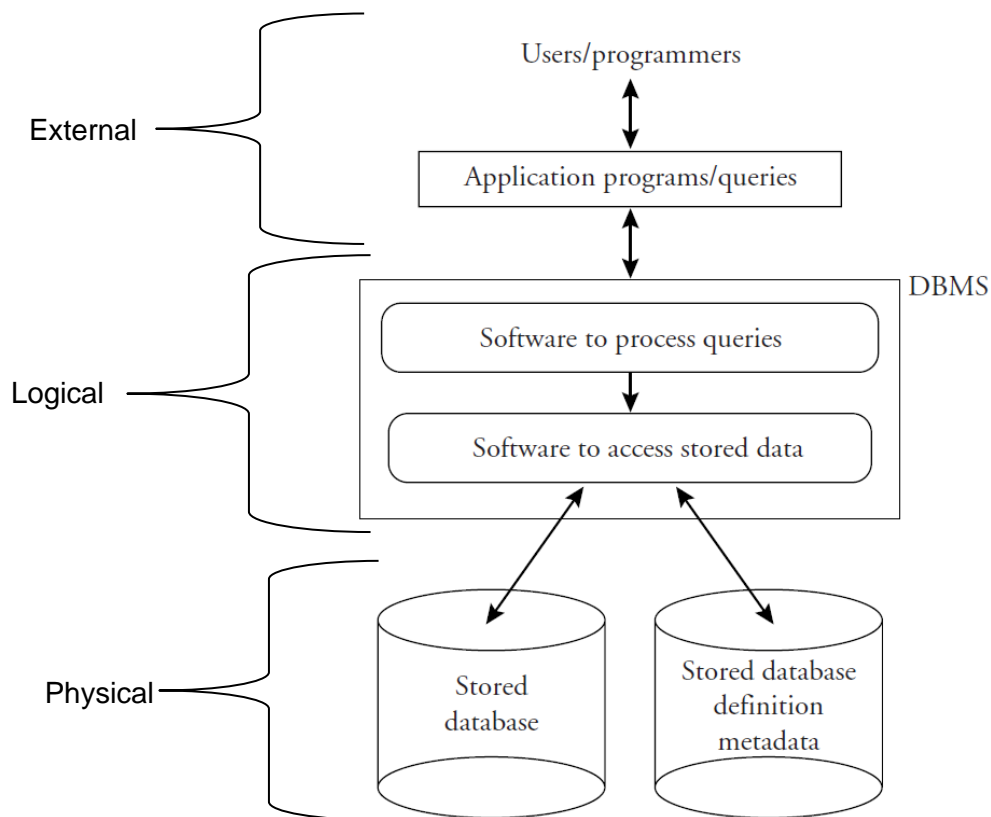 Users/programmers
External
Application programs/queries
DBMS
Software to process queries
Logical
Software to access stored data
Physical
Stored
database
Stored database
definition
metadata